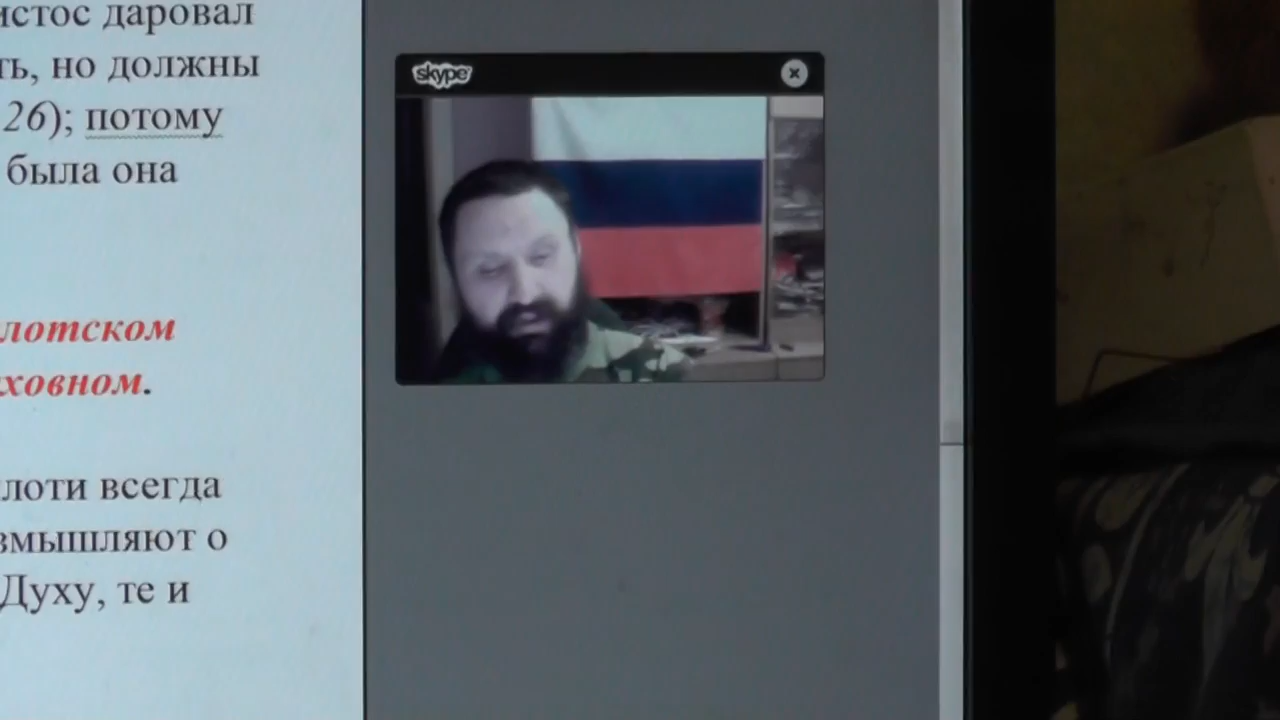 истос даровал
ть, но должны
26); потому
была она
лотском
ховном.
лоти всегда
змышляют о
Духу, те и
skype